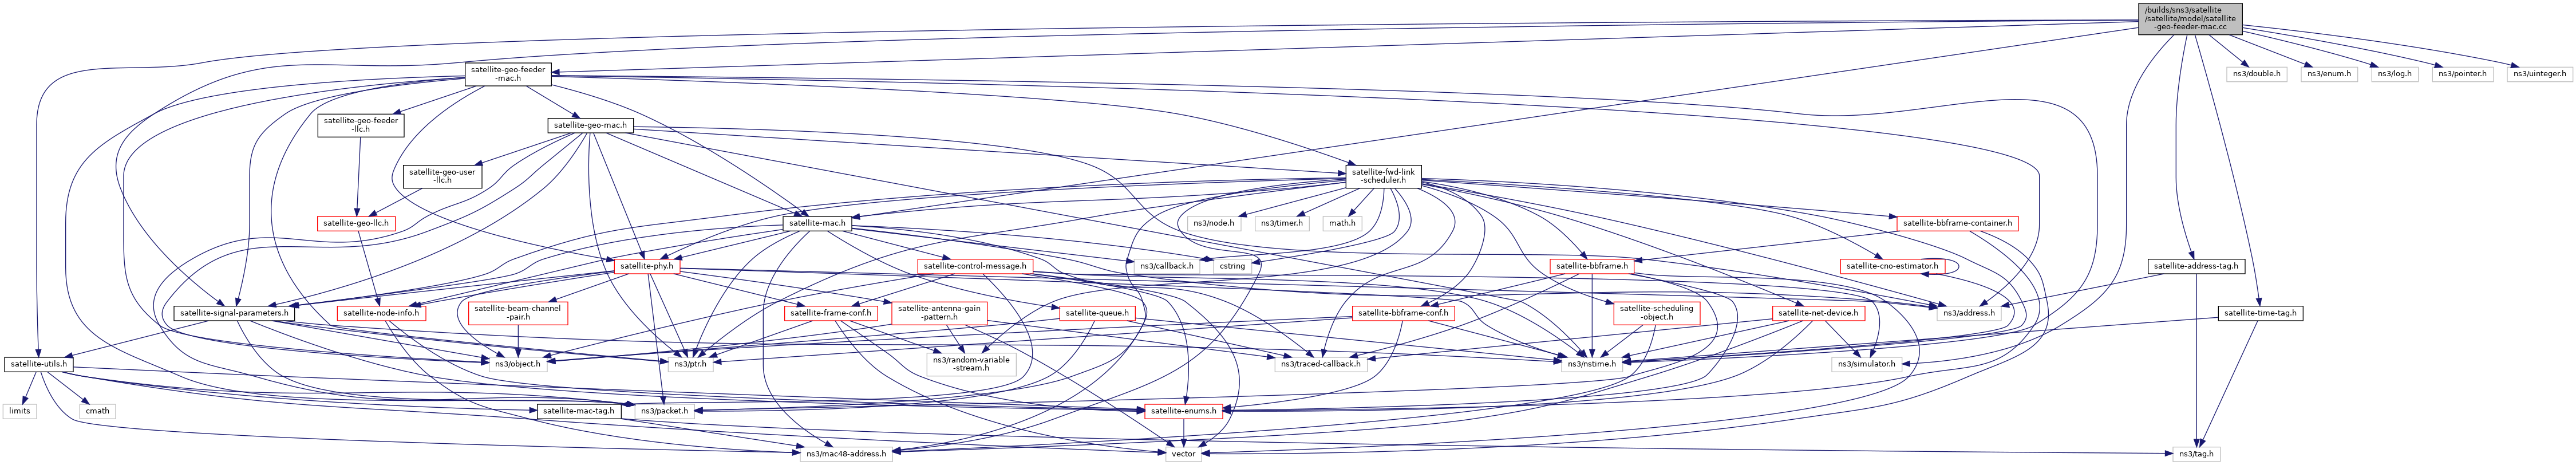 /builds/sns3/satellite
/satellite/model/satellite
-geo-feeder-mac.cc
satellite-geo-feeder
-mac.h
ns3/double.h
ns3/enum.h
ns3/log.h
ns3/pointer.h
ns3/uinteger.h
satellite-geo-feeder
-llc.h
satellite-geo-mac.h
satellite-geo-user
-llc.h
satellite-fwd-link
-scheduler.h
satellite-geo-llc.h
satellite-mac.h
ns3/node.h
ns3/timer.h
math.h
satellite-bbframe-container.h
satellite-phy.h
satellite-control-message.h
ns3/callback.h
cstring
satellite-bbframe.h
satellite-cno-estimator.h
satellite-address-tag.h
satellite-signal-parameters.h
satellite-node-info.h
satellite-beam-channel
-pair.h
satellite-frame-conf.h
satellite-antenna-gain
-pattern.h
satellite-queue.h
satellite-bbframe-conf.h
satellite-scheduling
-object.h
satellite-net-device.h
ns3/address.h
satellite-time-tag.h
satellite-utils.h
ns3/object.h
ns3/ptr.h
ns3/random-variable
-stream.h
ns3/traced-callback.h
ns3/nstime.h
ns3/simulator.h
limits
cmath
satellite-mac-tag.h
ns3/packet.h
satellite-enums.h
ns3/mac48-address.h
vector
ns3/tag.h